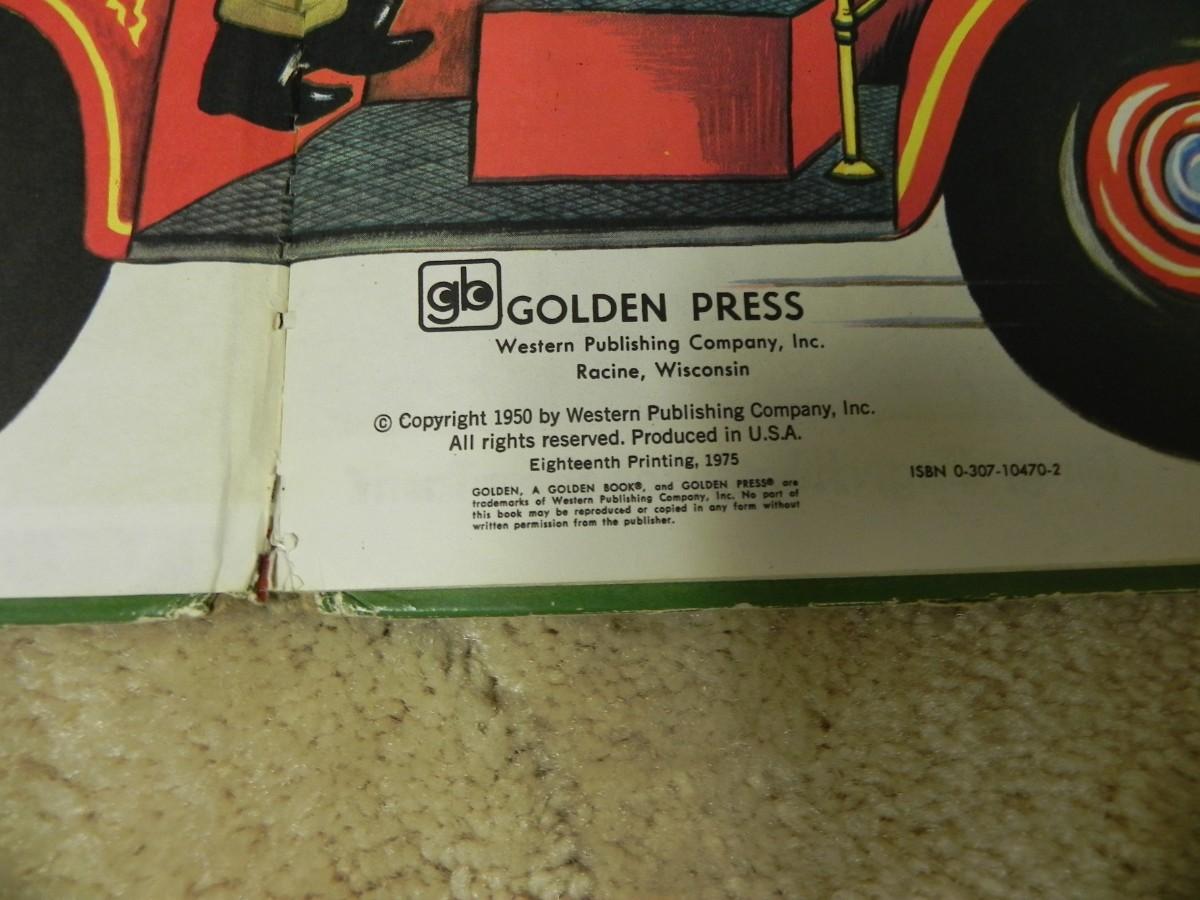 gb GOLDEN PRESS
Western Publishing Company, Inc.
Racine, Wisconsin
© Copyright 1950 by Western Publishing Company, Inc.
All rights reserved. Produced in U.S.A.
Eighteenth Printing, 1975
ISBN 0-307-10470-2
GOLDEN, A GOLDEN BOOK®, and GOLDEN PRESS® are
trademarks of Western Publishing Company, Inc. No part of
this book may be reproduced or copied in any form without
written permission from the publisher.